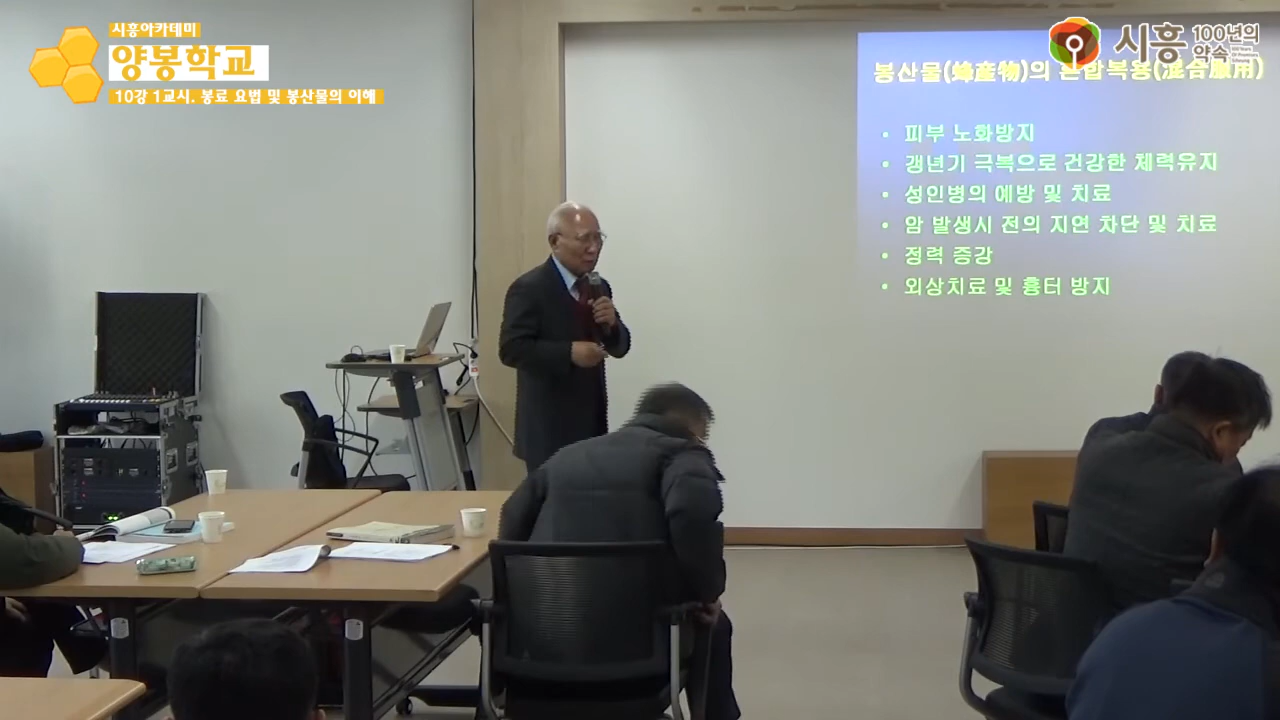 시흥아카데미
양봉학교
10강 1교시. 봉료 요법 및 봉산물의 이해
시흥 100년의 약속
봉산물(蜂産物)의 혼합복용(混合服用)
• 피부 노화방지
• 갱년기 극복으로 건강한 체력유지
• 성인병의 예방 및 치료
• 암 발생시 전의 지연 차단 및 치료
• 정력 증강
• 외상치료 및 흉터 방지